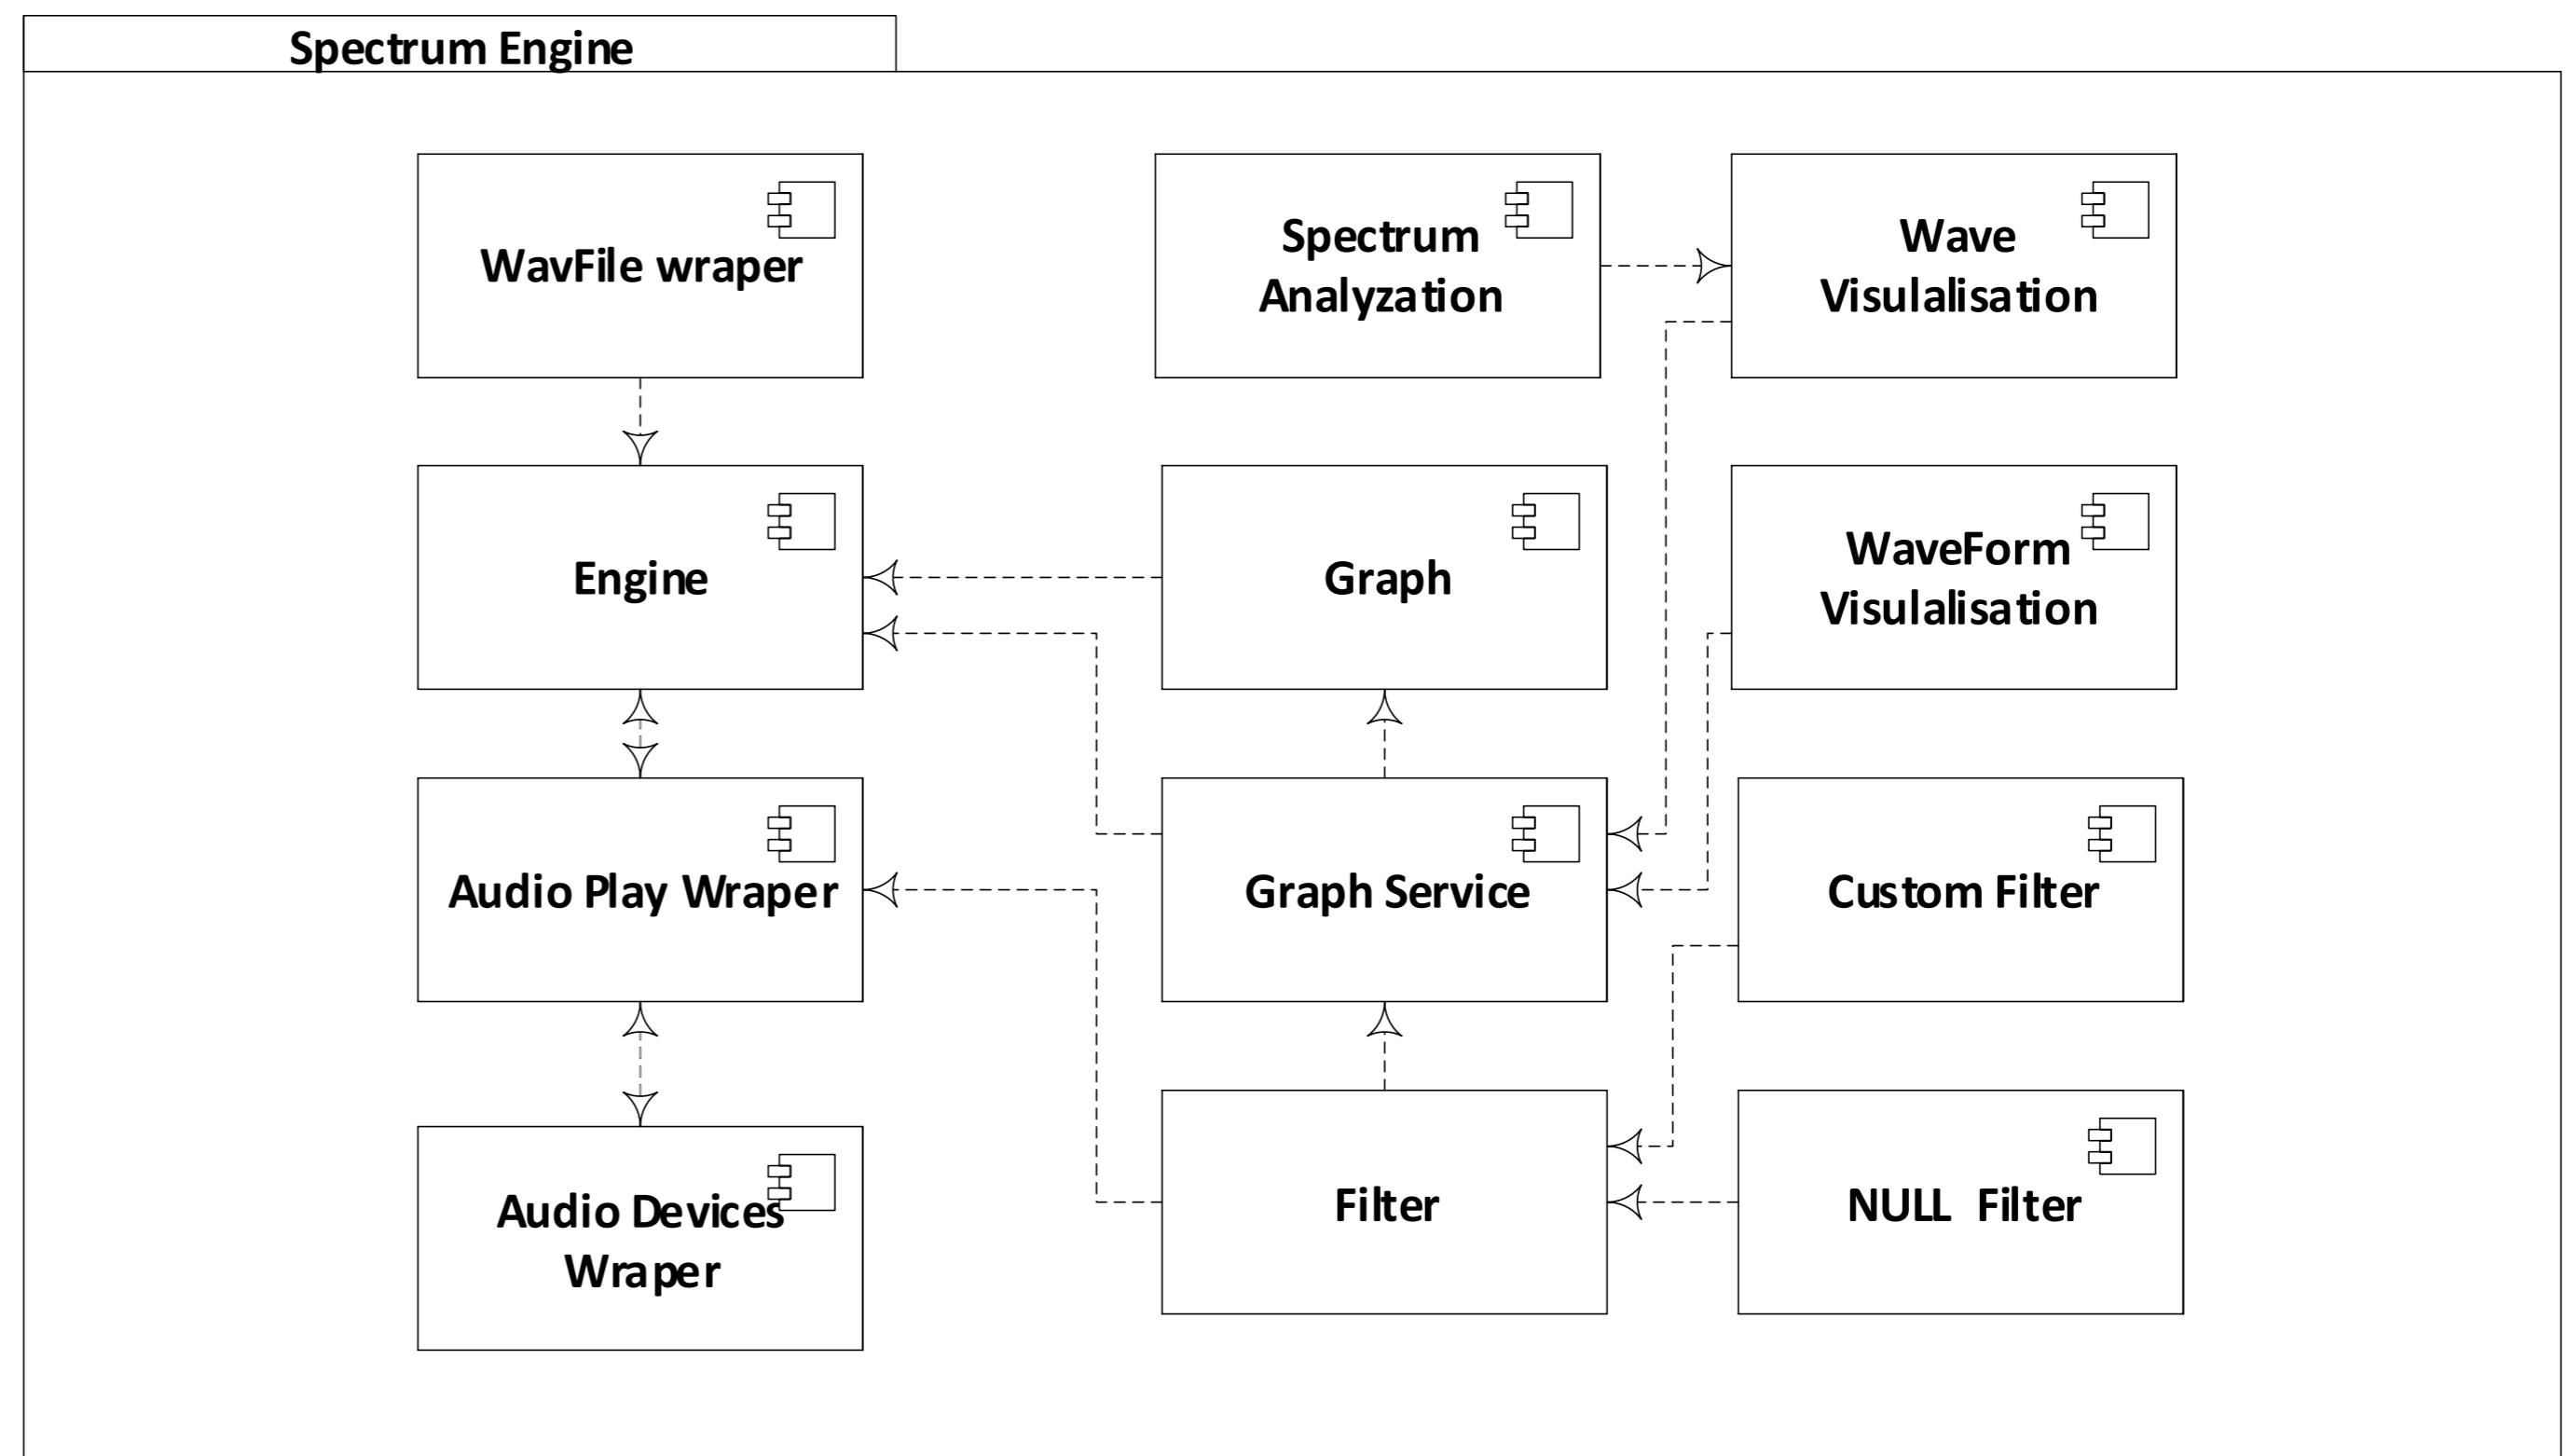 Spectrum Engine
WavFile wraper
Spectrum
Analyzation
Wave
Visulalisation
Engine
Graph
WaveForm
Visulalisation
Audio Play Wraper
Graph Service
Custom Filter
Audio Devices
Wraper
Filter
NULL Filter